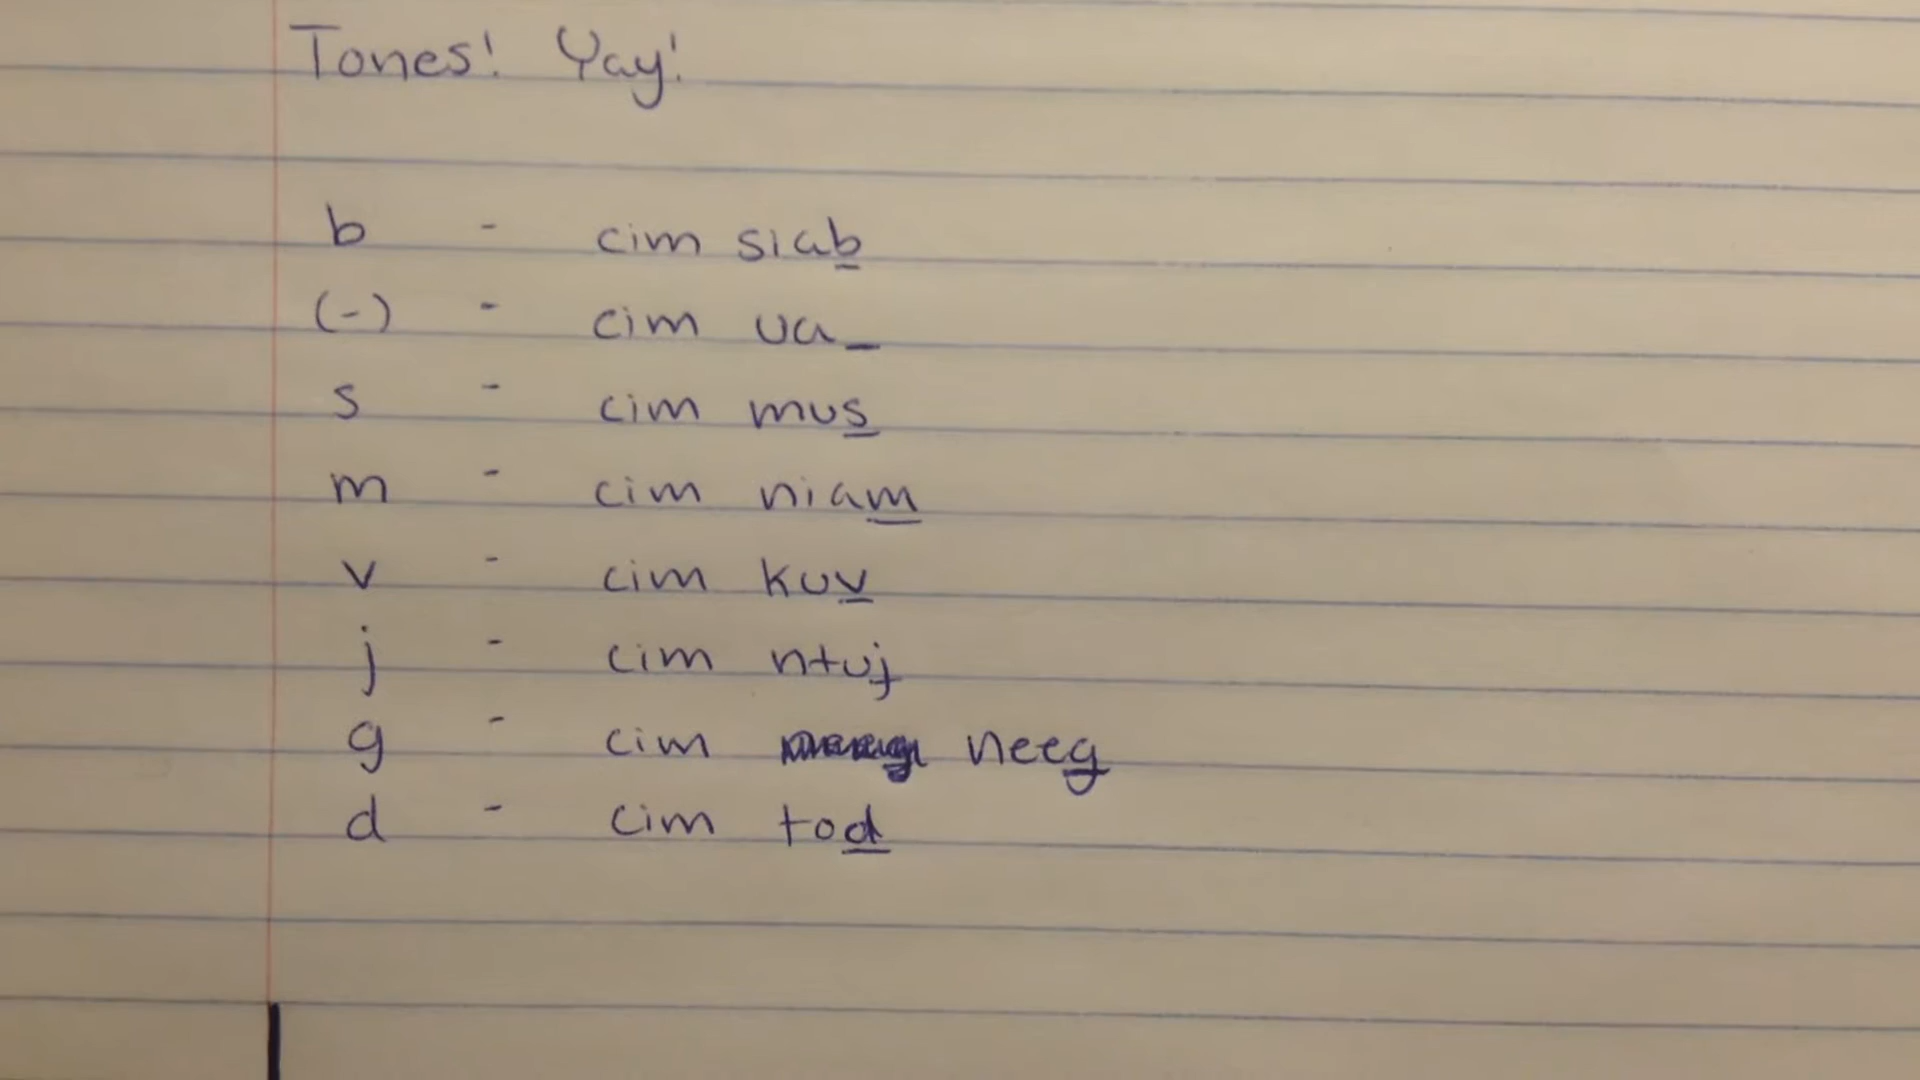 Tones! Yay!
b - cim siab
(-) - cim ua_
s - cim mus
m - cim niam
v - cim kuv
j - cim ntuj
g - cim neeg
d - cim tod